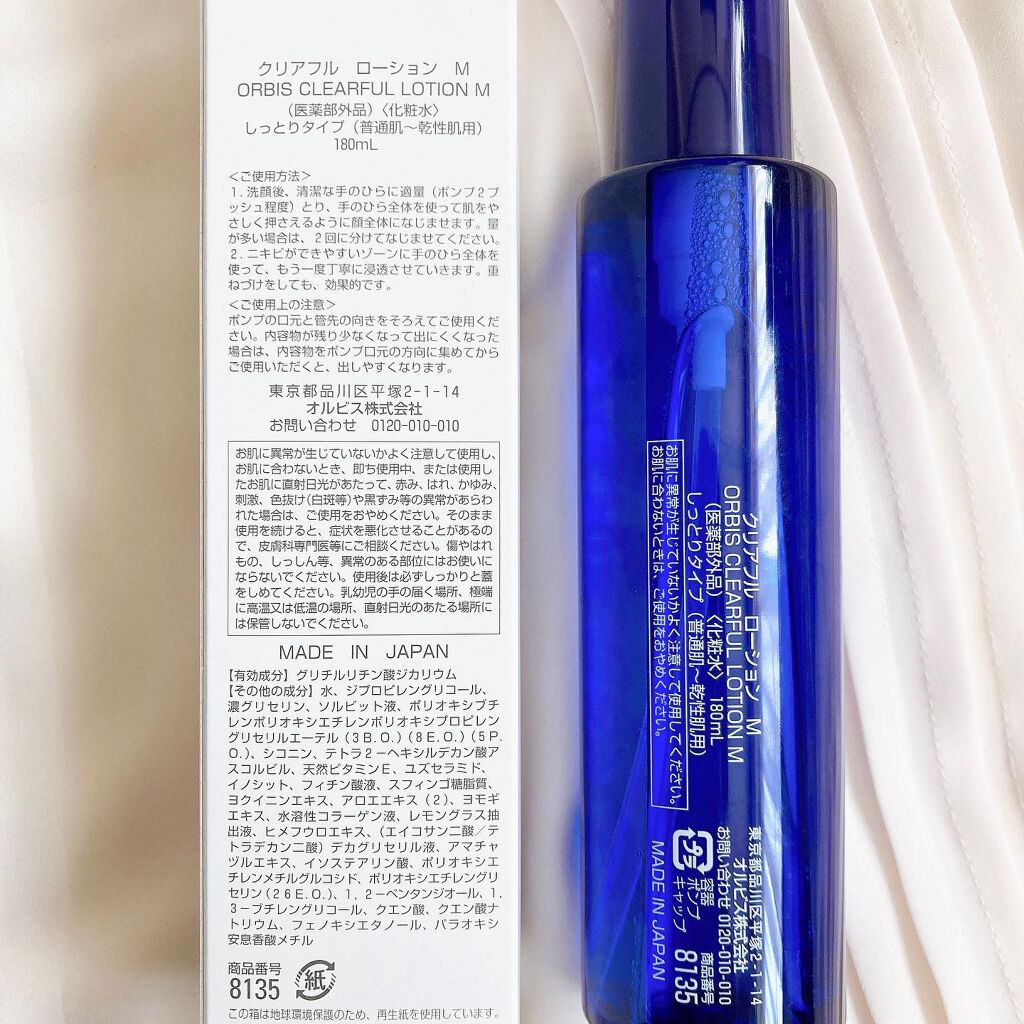 クリアフル ローション M
ORBIS CLEARFUL LOTION M
（医薬部外品）〈化粧水〉
しっとりタイプ（普通肌～乾性肌用）
180mL
＜ご使用方法＞
1．洗顔後、清潔な手のひらに適量（ポンプ2プ
ッシュ程度）とり、手のひら全体を使って肌をや
さしく押さえるように顔全体になじませます。量
が多い場合は、2回に分けてなじませてください。
2．ニキビができやすいゾーンに手のひら全体を
使って、もう一度丁寧に浸透させていきます。重
ねづけをしても、効果的です。
＜ご使用上の注意＞
ポンプの口元と管先の向きをそろえてご使用くだ
さい。内容物が残り少なくなって出にくくなった
場合は、内容物をポンプ口元の方向に集めてから
ご使用いただくと、出しやすくなります。
東京都品川区平塚2-1-14
オルビス株式会社
お問い合わせ 0120-010-010
お肌に異常が生じていないかよく注意して使用し、
お肌に合わないとき、即ち使用中、または使用し
たお肌に直射日光があたって、赤み、はれ、かゆみ、
刺激、色抜け(白斑等)や黒ずみ等の異常があらわ
れた場合は、ご使用をおやめください。そのまま
使用を続けると、症状を悪化させることがあるの
で、皮膚科専門医等にご相談ください。傷やはれ
もの、しっしん等、異常のある部位にはお使いに
ならないでください。使用後は必ずしっかりと蓋
をしめてください。乳幼児の手の届く場所、極端
に高温又は低温の場所、直射日光のあたる場所に
は保管しないでください。
MADE IN JAPAN
【有効成分】グリチルリチン酸ジカリウム
【その他の成分】水、ジプロピレングリコール、
濃グリセリン、ソルビット液、ポリオキシブチ
レンポリオキシエチレンポリオキシプロピレン
グリセリルエーテル（3B.O.）（8E.O.）（5P.
O.）、シコニン、テトラ2－ヘキシルデカン酸ア
スコルビル、天然ビタミンE、ユズセラミド、
イノシット、フィチン酸液、スフィンゴ糖脂質、
ヨクイニンエキス、アロエエキス（2）、ヨモギ
エキス、水溶性コラーゲン液、レモングラス抽
出液、ヒメフウロエキス、（エイコサン二酸／テ
トラデカン二酸）デカグリセリル液、アマチャ
ヅルエキス、イソステアリン酸、ポリオキシエ
チレンメチルグルコシド、ポリオキシエチレングリ
セリン（26E.O.）、1，2－ペンタンジオール、1，
3－ブチレングリコール、クエン酸、クエン酸ナ
トリウム、フェノキシエタノール、パラオキシ
安息香酸メチル
商品番号
8135
紙
この箱は地球環境保護のため、再生紙を使用しています。
クリアフル ローション M
ORBIS CLEARFUL LOTION M
（医薬部外品）〈化粧水〉 180mL
しっとりタイプ（普通肌～乾性肌用）
お肌に異常が生じていないかよく注意して使用してください。
お肌に合わないときは、ご使用をおやめください。
東京都品川区平塚2-1-14
オルビス株式会社
お問い合わせ 0120-010-010
プラ
容器
ポンプ
キャップ
商品番号
8135
MADE IN JAPAN